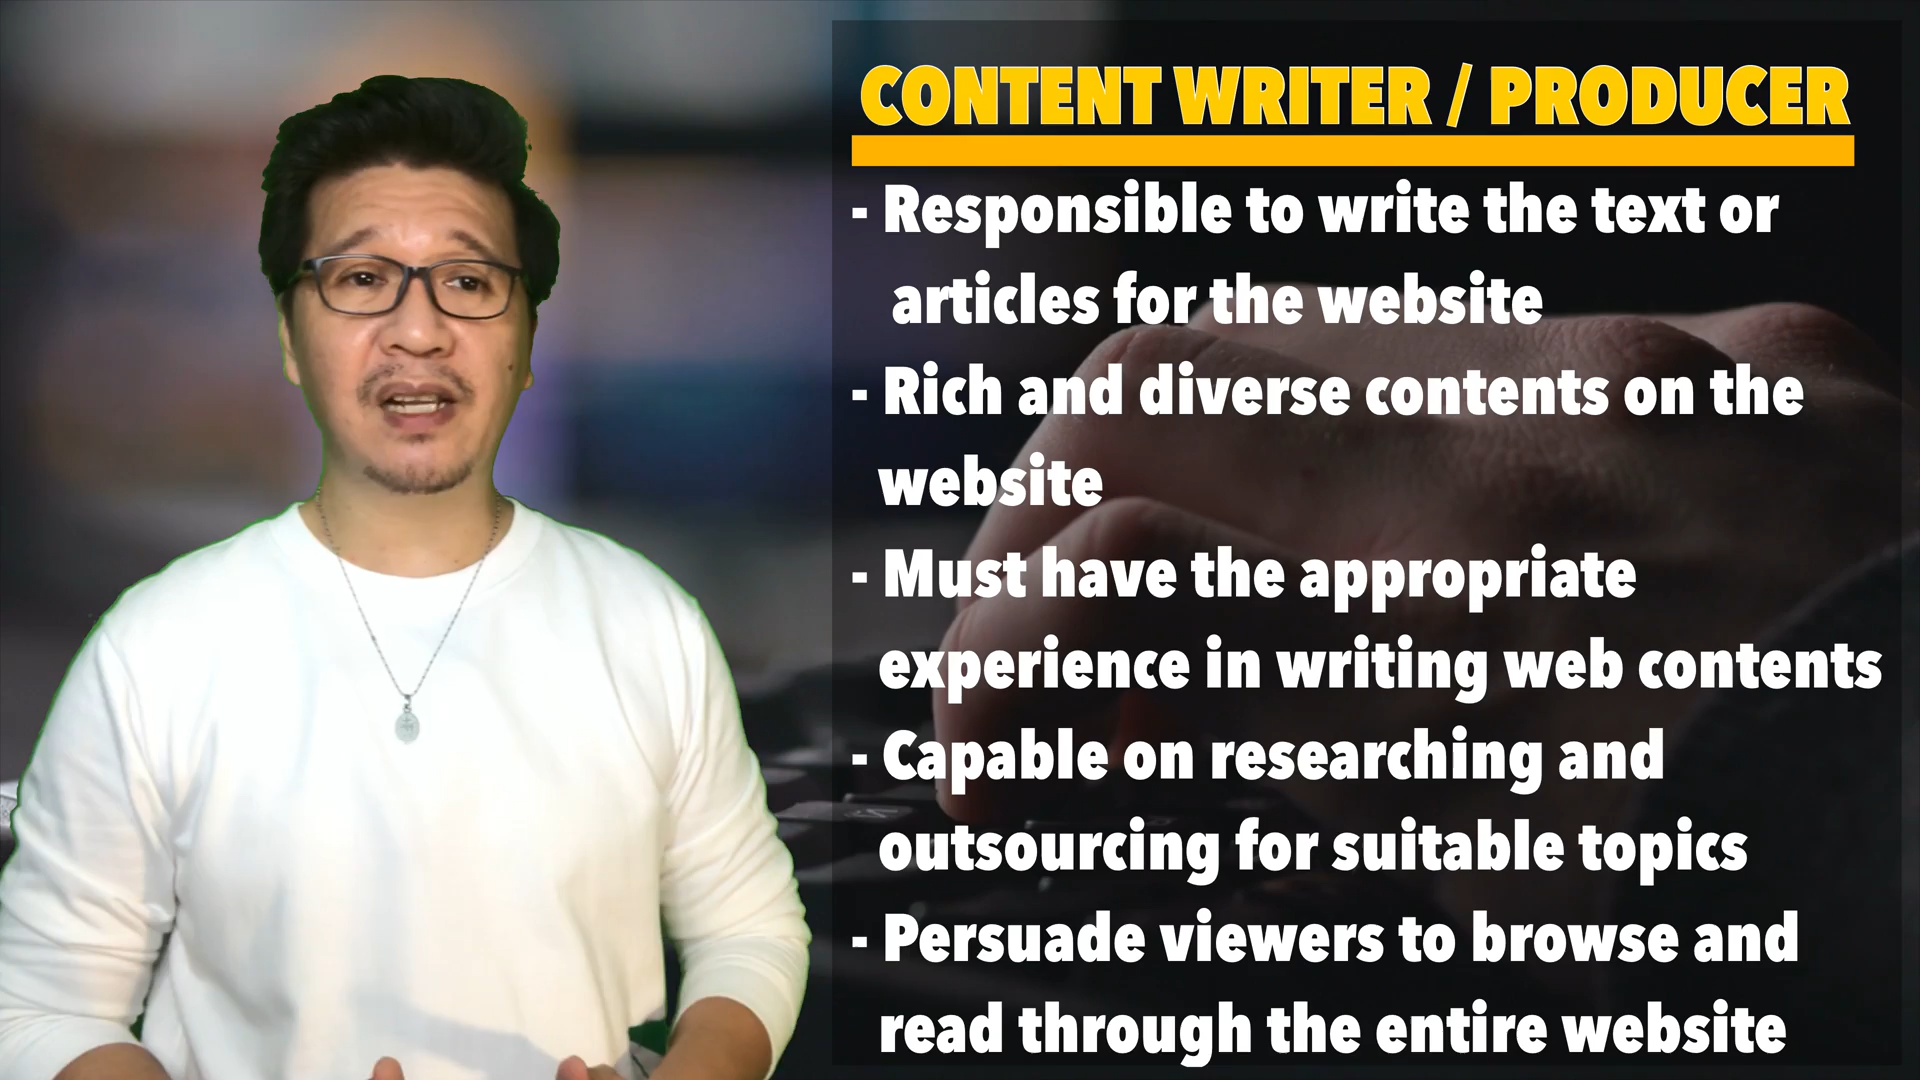 CONTENT WRITER / PRODUCER
- Responsible to write the text or
articles for the website
- Rich and diverse contents on the
website
- Must have the appropriate
experience in writing web contents
- Capable on researching and
outsourcing for suitable topics
- Persuade viewers to browse and
read through the entire website